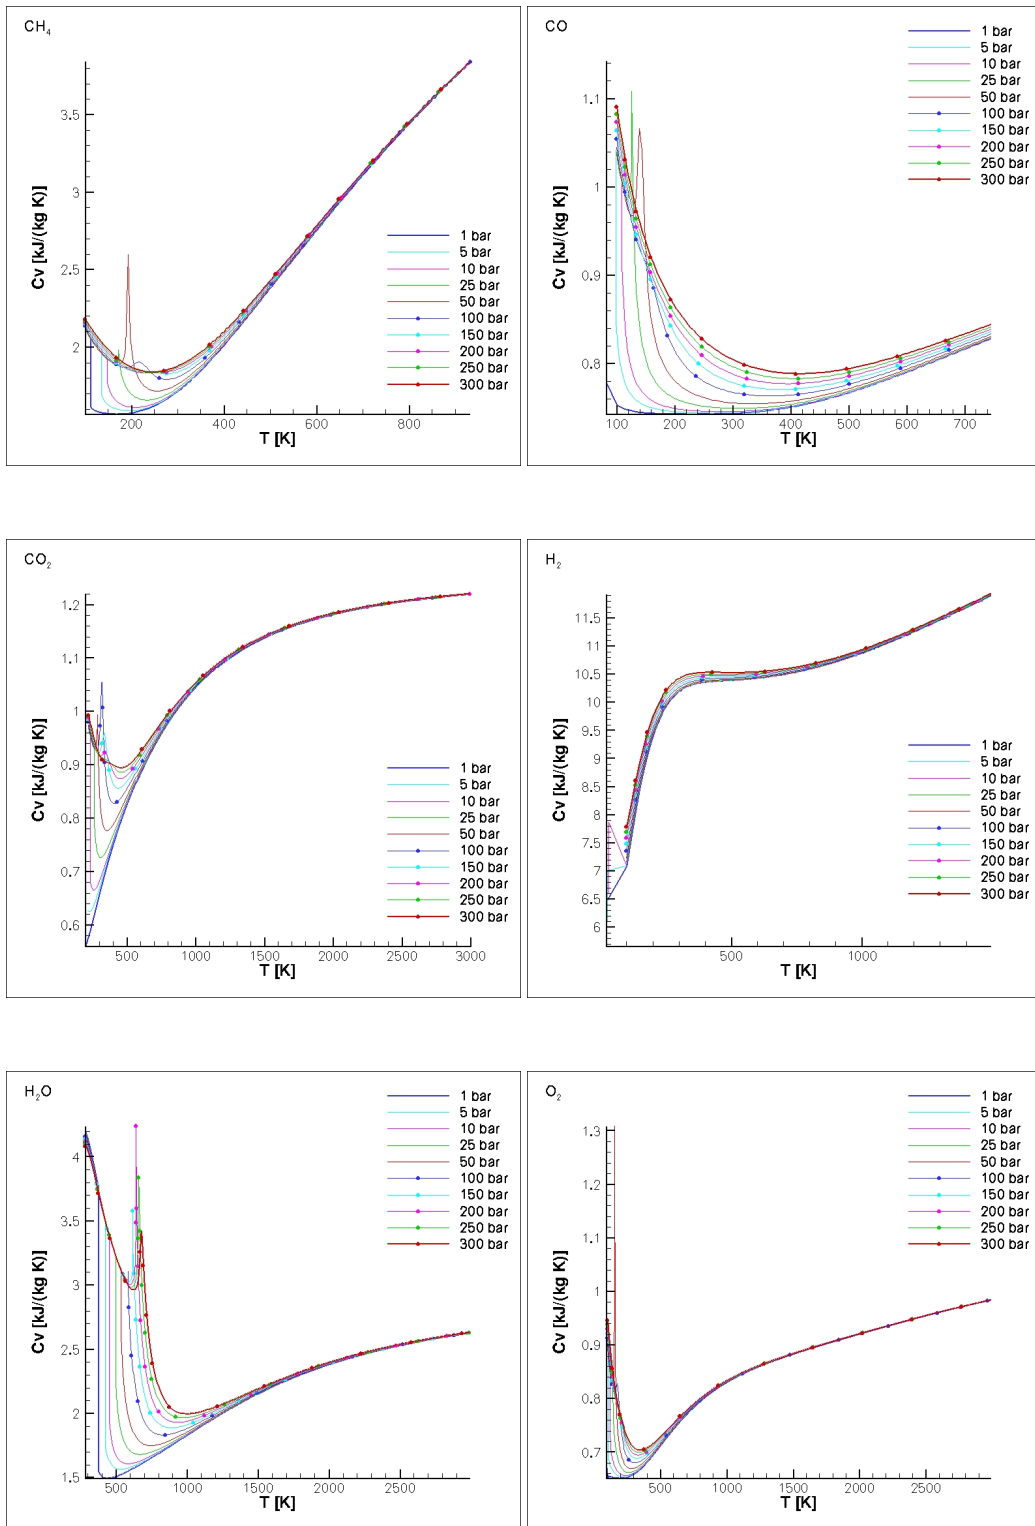 CH₄
Cv [kJ/(kg K)]
3.5
3
2.5
2
1 bar
5 bar
10 bar
25 bar
50 bar
100 bar
150 bar
200 bar
250 bar
300 bar
200 400 600 800
T [K]
CO
1 bar
5 bar
10 bar
25 bar
50 bar
100 bar
150 bar
200 bar
250 bar
300 bar
Cv [kJ/(kg K)]
1.1
1
0.9
0.8
100 200 300 400 500 600 700
T [K]
CO₂
Cv [kJ/(kg K)]
1.2
1.1
1
0.9
0.8
0.7
0.6
1 bar
5 bar
10 bar
25 bar
50 bar
100 bar
150 bar
200 bar
250 bar
300 bar
500 1000 1500 2000 2500 3000
T [K]
H₂
Cv [kJ/(kg K)]
11.5
11
10.5
10
9.5
9
8.5
8
7.5
7
6.5
6
1 bar
5 bar
10 bar
25 bar
50 bar
100 bar
150 bar
200 bar
250 bar
300 bar
500 1000
T [K]
H₂O
1 bar
5 bar
10 bar
25 bar
50 bar
100 bar
150 bar
200 bar
250 bar
300 bar
Cv [kJ/(kg K)]
4
3.5
3
2.5
2
1.5
500 1000 1500 2000 2500
T [K]
O₂
1 bar
5 bar
10 bar
25 bar
50 bar
100 bar
150 bar
200 bar
250 bar
300 bar
Cv [kJ/(kg K)]
1.3
1.2
1.1
1
0.9
0.8
0.7
500 1000 1500 2000 2500
T [K]